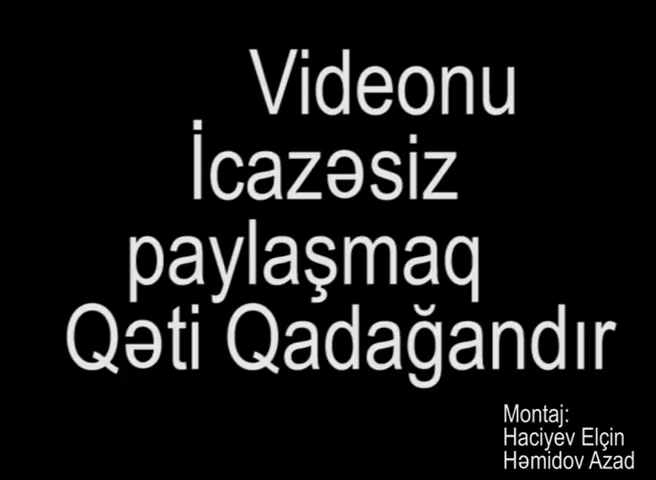 Videonu
İcazəsiz
paylaşmaq
Qəti Qadağandır
Montaj:
Haciyev Elçin
Həmidov Azad